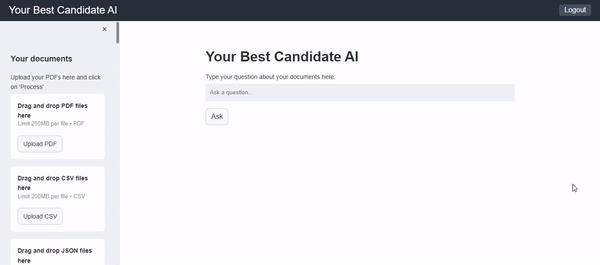 Your Best Candidate AI
Logout
×
Your documents
Upload your PDFs here and click
on 'Process'
Drag and drop PDF files
here
Limit 200MB per file • PDF
Upload PDF
Drag and drop CSV files
here
Limit 200MB per file • CSV
Upload CSV
Drag and drop JSON files
here
Your Best Candidate AI
Type your question about your documents here:
Ask a question...
Ask